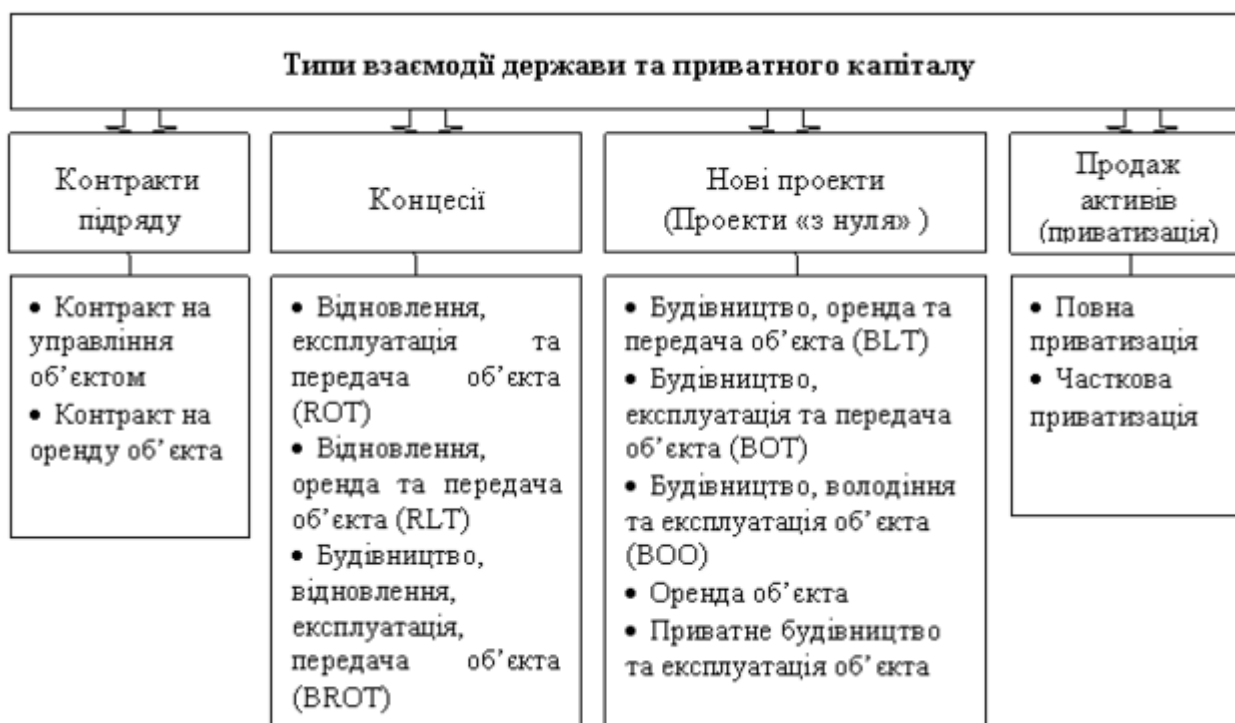 Типи взаємодії держави та приватного капіталу
Контракти
підряду
Концесії
Нові проекти
(Проекти «з нуля» )
Продаж
активів
(приватизація)
• Контракт на
управління
об’єктом
• Контракт на
оренду об’єкта
• Відновлення,
експлуатація та
передача об’єкта
(ROT)
• Відновлення,
оренда та передача
об’єкта (RLT)
• Будівництво,
відновлення,
експлуатація,
передача об’єкта
(BROT)
• Будівництво, оренда та
передача об’єкта (BLT)
• Будівництво,
експлуатація та передача
об’єкта (BOT)
• Будівництво, володіння
та експлуатація об’єкта
(BOO)
• Оренда об’єкта
• Приватне будівництво
та експлуатація об’єкта
• Повна
приватизація
• Часткова
приватизація